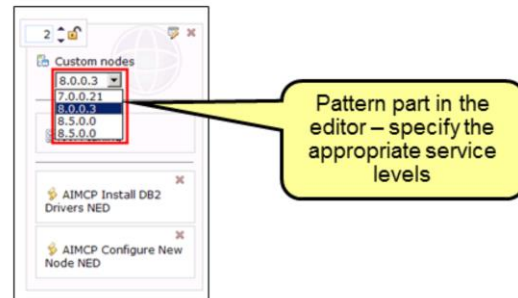 2
Custom nodes
8.0.0.3
7.0.0.21
8.0.0.3
8.5.0.0
8.5.0.0
AIMCP Install DB2
Drivers NED
AIMCP Configure New
Node NED
Pattern part in the
editor – specify the
appropriate service
levels